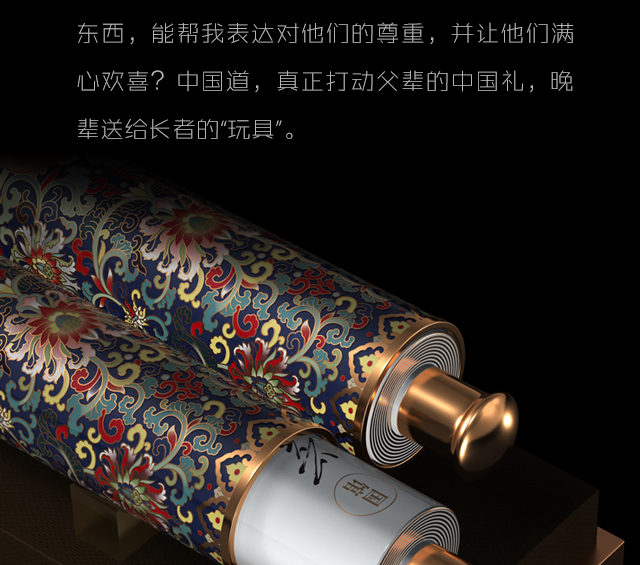 东西，能帮我表达对他们的尊重，并让他们满
心欢喜？中国道，真正打动父辈的中国礼，晚
辈送给长者的“玩具”。